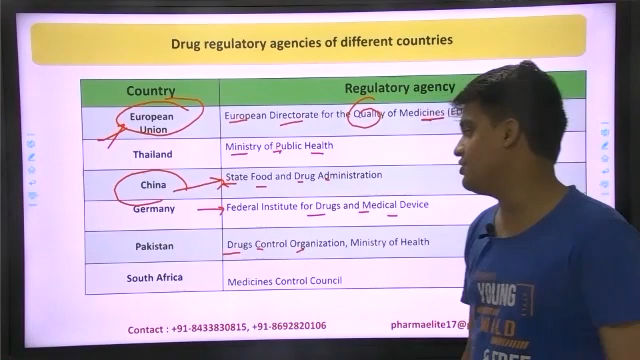 Drug regulatory agencies of different countries
Country Regulatory agency
European Union European Directorate for the Quality of Medicines
Thailand Ministry of Public Health
China State Food and Drug Administration
Germany Federal Institute for Drugs and Medical Device
Pakistan Drugs Control Organization, Ministry of Health
South Africa Medicines Control Council
Contact : +91-8433830815, +91-8692820106 pharmaelite17@
YOUNG
WILD
& FREE